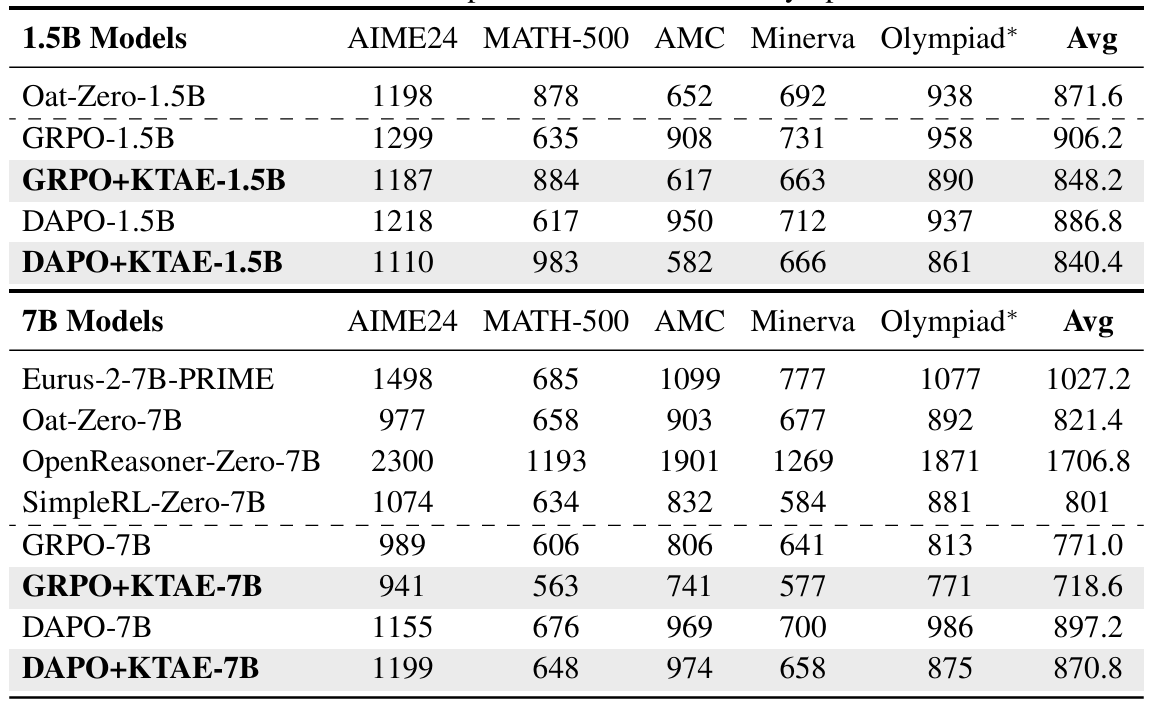 1.5B Models AIME24 MATH-500 AMC Minerva Olympiad* Avg
Oat-Zero-1.5B 1198 878 652 692 938 871.6
GRPO-1.5B 1299 635 908 731 958 906.2
GRPO+KTAE-1.5B 1187 884 617 663 890 848.2
DAPO-1.5B 1218 617 950 712 937 886.8
DAPO+KTAE-1.5B 1110 983 582 666 861 840.4
7B Models AIME24 MATH-500 AMC Minerva Olympiad* Avg
Eurus-2-7B-PRIME 1498 685 1099 777 1077 1027.2
Oat-Zero-7B 977 658 903 677 892 821.4
OpenReasoner-Zero-7B 2300 1193 1901 1269 1871 1706.8
SimpleRL-Zero-7B 1074 634 832 584 881 801
GRPO-7B 989 606 806 641 813 771.0
GRPO+KTAE-7B 941 563 741 577 771 718.6
DAPO-7B 1155 676 969 700 986 897.2
DAPO+KTAE-7B 1199 648 974 658 875 870.8